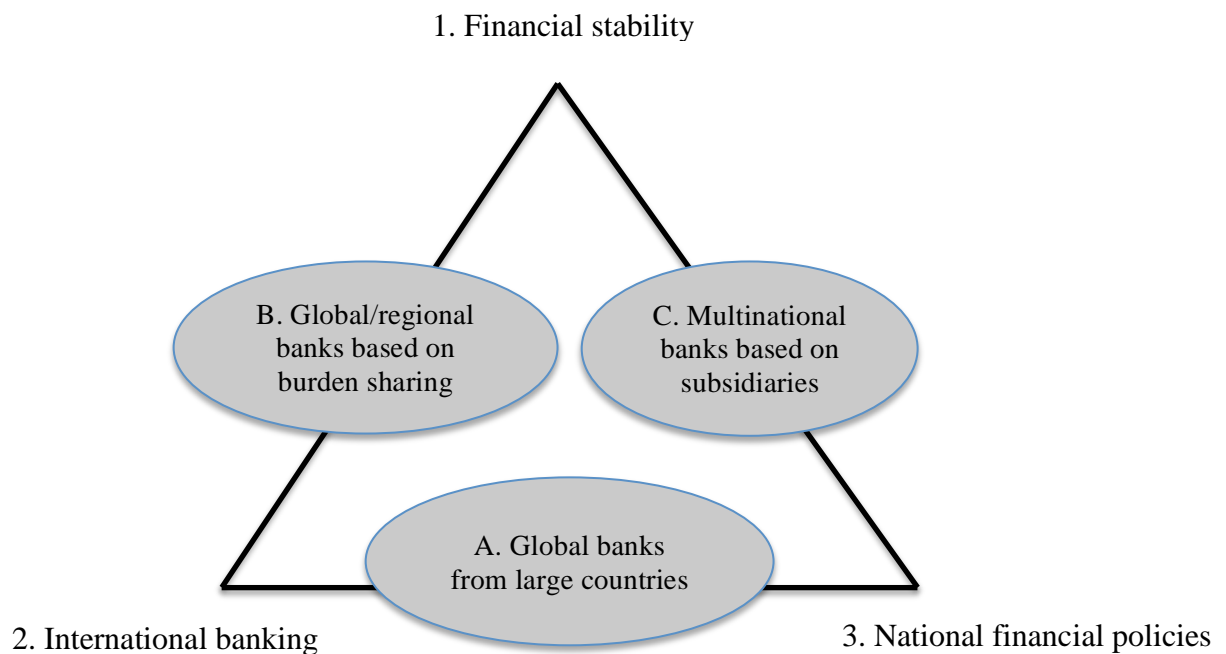 1. Financial stability
B. Global/regional
banks based on
burden sharing
C. Multinational
banks based on
subsidiaries
A. Global banks
from large countries
2. International banking
3. National financial policies